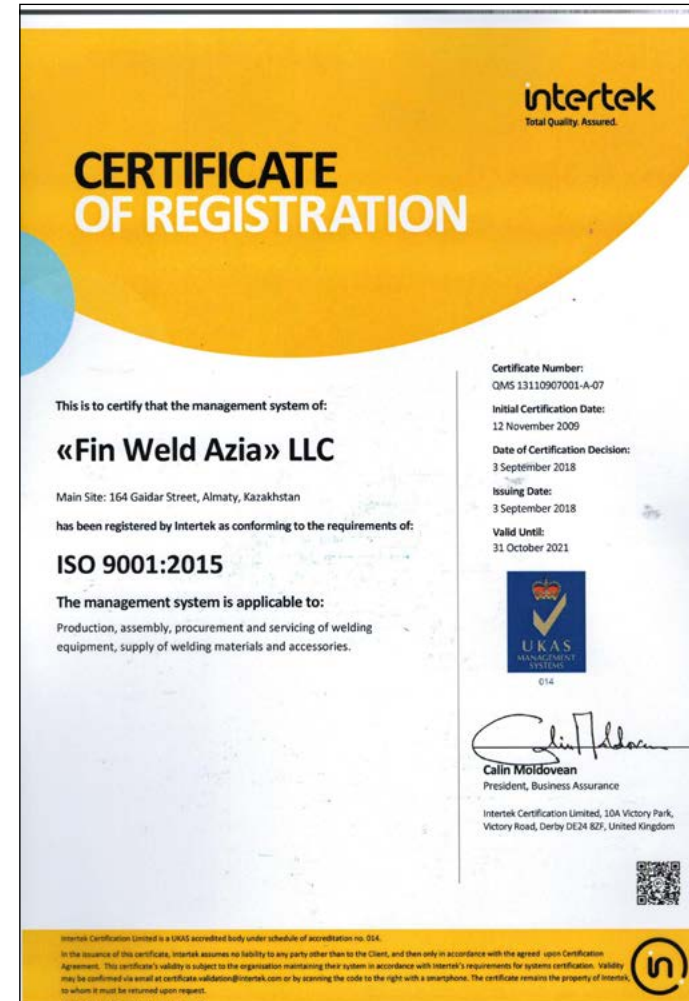 intertek
Total Quality. Assured.
CERTIFICATE
OF REGISTRATION
This is to certify that the management system of:
«Fin Weld Azia» LLC
Main Site: 164 Gaidar Street, Almaty, Kazakhstan
has been registered by Intertek as conforming to the requirements of:
ISO 9001:2015
The management system is applicable to:
Production, assembly, procurement and servicing of welding
equipment, supply of welding materials and accessories.
Certificate Number:
QMS 13110907001-A-07
Initial Certification Date:
12 November 2009
Date of Certification Decision:
3 September 2018
Issuing Date:
3 September 2018
Valid Until:
31 October 2021
UKAS
MANAGEMENT
SYSTEMS
014
Calin Moldovean
President, Business Assurance
Intertek Certification Limited, 10A Victory Park,
Victory Road, Derby DE24 8ZF, United Kingdom
Intertek Certification Limited is a UKAS accredited body under schedule of accreditation no. 014.
In the issuance of this certificate, Intertek assumes no liability to any party other than to the Client, and then only in accordance with the agreed upon Certification
Agreement. This certificate's validity is subject to the organisation maintaining their system in accordance with Intertek's requirements for systems certification. Validity
may be confirmed via email at certificate.validation@intertek.com or by scanning the code to the right with a smartphone. The certificate remains the property of Intertek,
to whom it must be returned upon request.
in